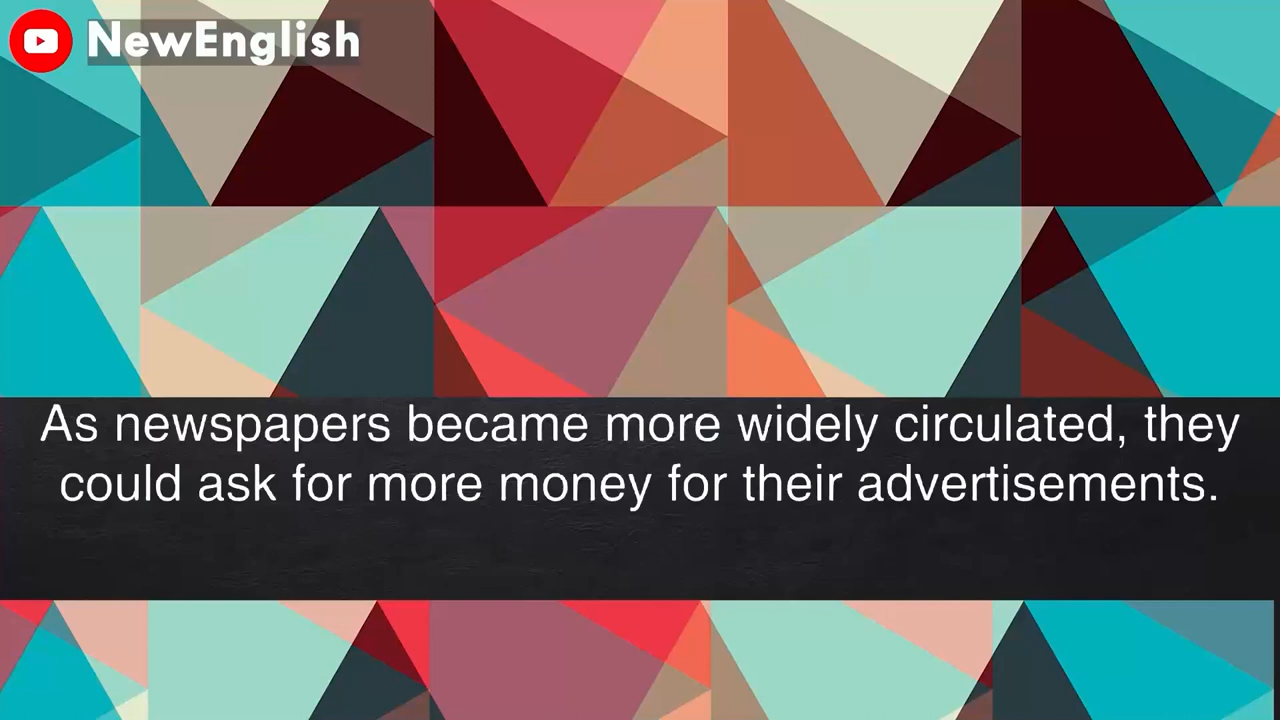 NewEnglish
As newspapers became more widely circulated, they
could ask for more money for their advertisements.